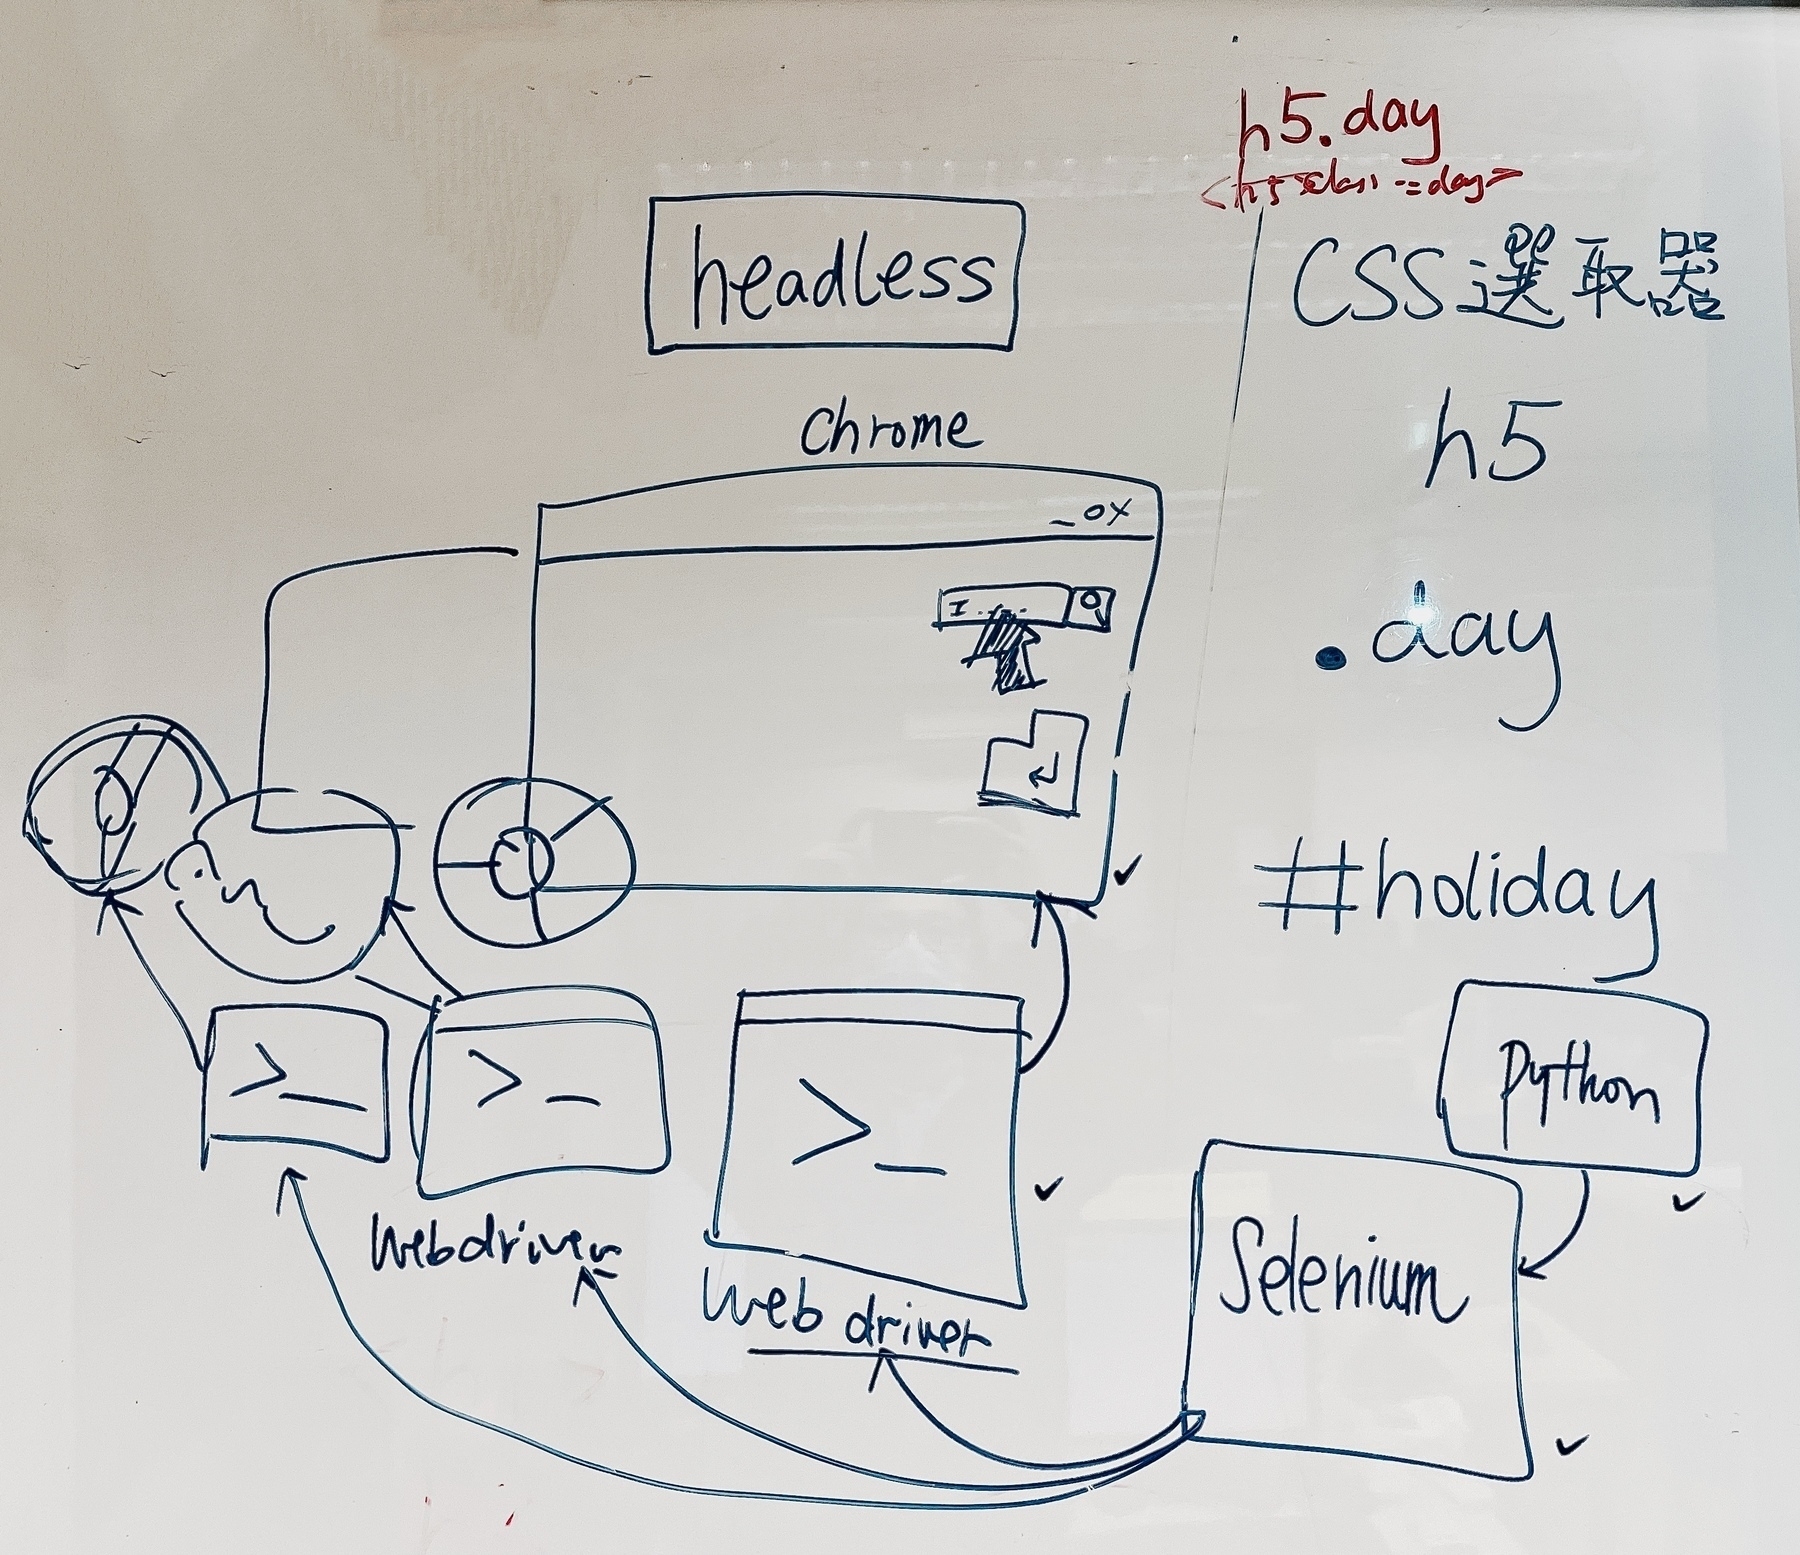 h5.day
<h5 class=day>
CSS選取器
h5
.day
#holiday
headless
Chrome
_ox
I...
>_
>_
>_
Webdriver
Web driver
python
Selenium